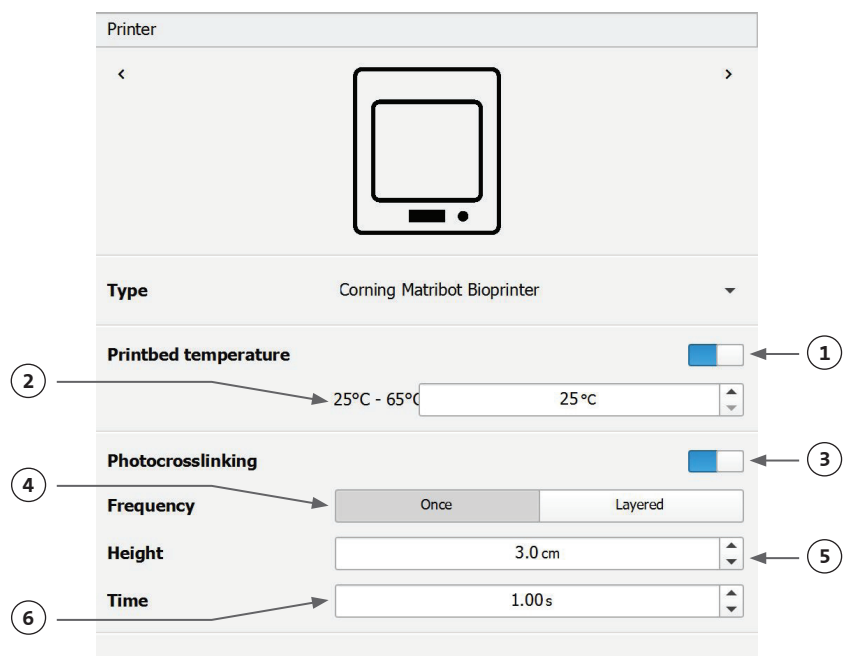 Printer
< >
Type Corning Matribot Bioprinter
Printbed temperature 1
2 25°C - 65°C 25°C
Photocrosslinking 3
4 Frequency Once Layered
Height 3.0 cm 5
6 Time 1.00 s